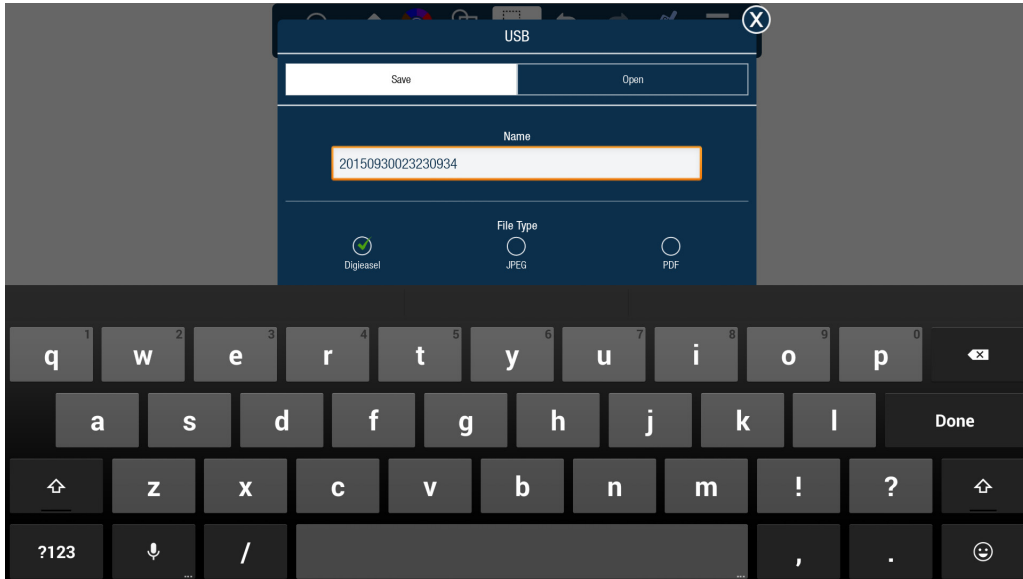 X
USB
Save Open
Name
20150930023230934
File Type
Digieasel JPEG PDF
1 2 3 4 5 6 7 8 9 0
q w e r t y u i o p
a s d f g h j k l Done
z x c v b n m ! ?
?123 / , .